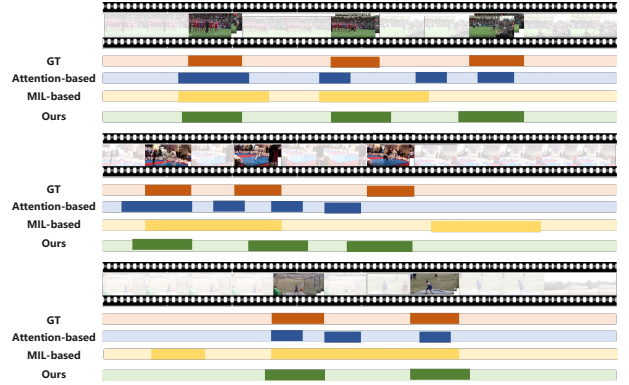 GT
Attention-based
MIL-based
Ours
GT
Attention-based
MIL-based
Ours
GT
Attention-based
MIL-based
Ours